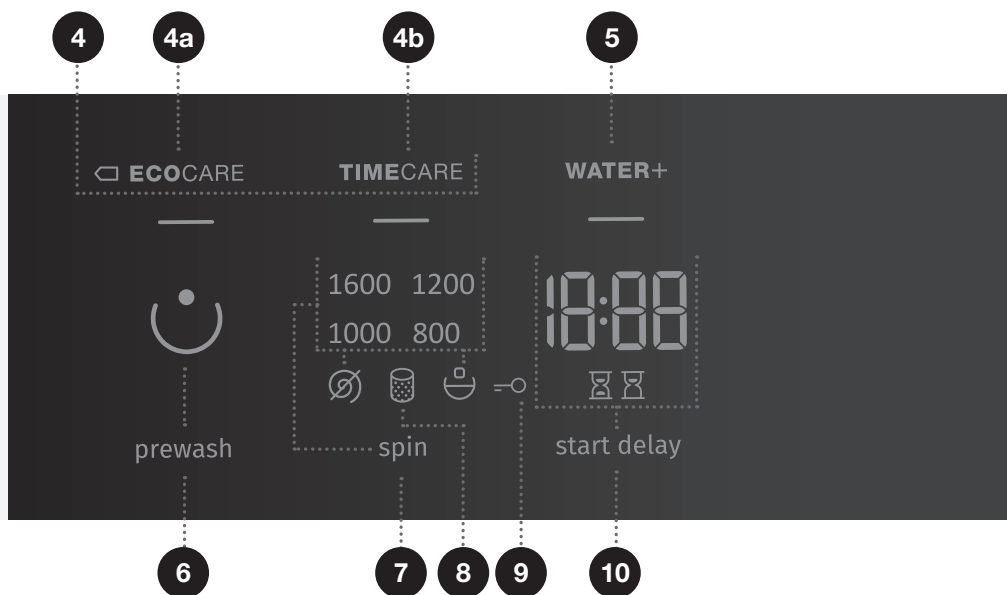 4 4a 4b 5
ECOCARE TIMECARE WATER+
1600 1200
18:88
1000 800
prewash spin start delay
6 7 8 9 10